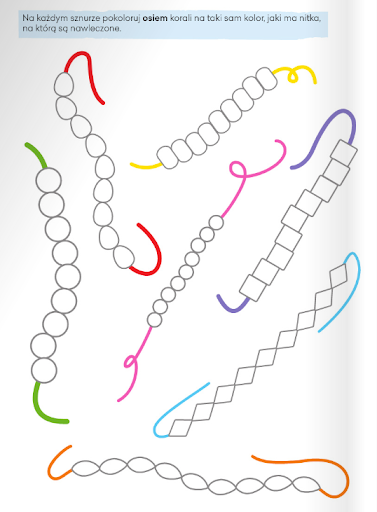 Na każdym sznurze pokoloruj osiem korali na taki sam kolor, jaki ma nitka,
na którą są nawleczone.